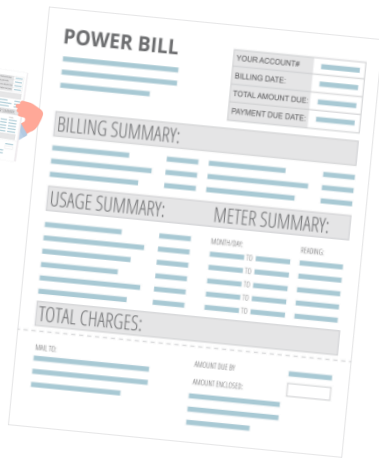 POWER BILL
YOUR ACCOUNT#
BILLING DATE:
TOTAL AMOUNT DUE:
PAYMENT DUE DATE:
BILLING SUMMARY:
USAGE SUMMARY:
METER SUMMARY:
MONTH/DAY:
READING:
TO
TO
TO
TO
TO
TOTAL CHARGES:
MAIL TO:
AMOUNT DUE BY
AMOUNT ENCLOSED: